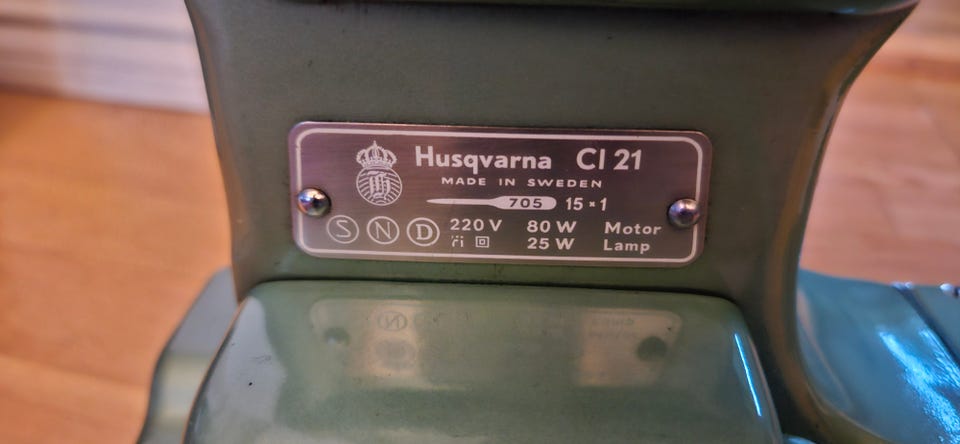 Husqvarna Cl 21
MADE IN SWEDEN
705 15×1
S N D 220 V 80 W Motor
25 W Lamp